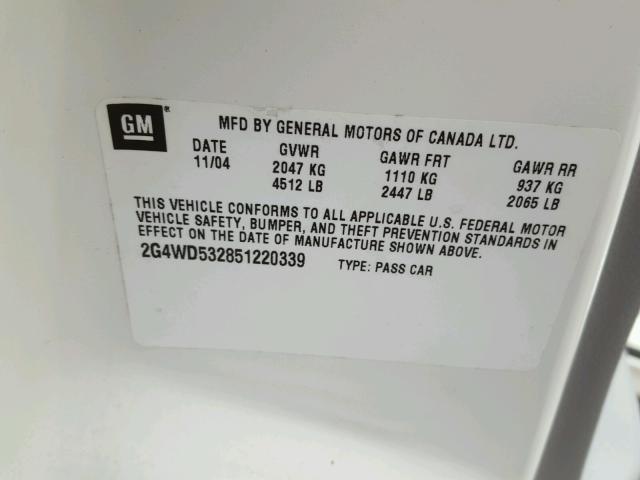 GM®
MFD BY GENERAL MOTORS OF CANADA LTD.
DATE GVWR GAWR FRT GAWR RR
11/04 2047 KG 1110 KG 937 KG
4512 LB 2447 LB 2065 LB
THIS VEHICLE CONFORMS TO ALL APPLICABLE U.S. FEDERAL MOTOR
VEHICLE SAFETY, BUMPER, AND THEFT PREVENTION STANDARDS IN
EFFECT ON THE DATE OF MANUFACTURE SHOWN ABOVE.
2G4WD532851220339 TYPE: PASS CAR